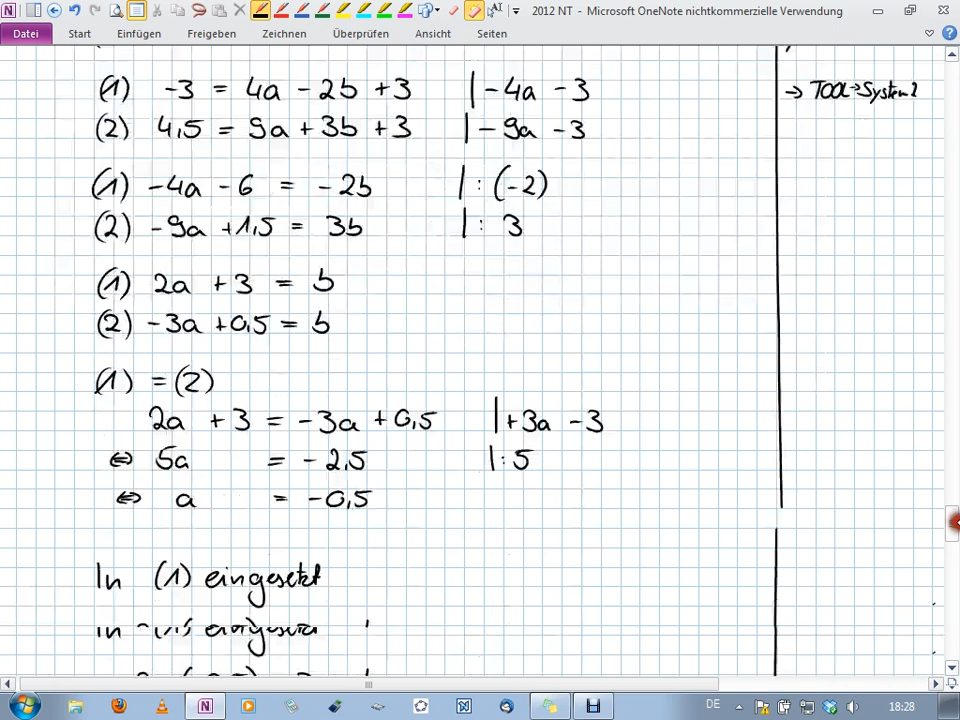 2012 NT - Microsoft OneNote nichtkommerzielle Verwendung
Datei Start Einfügen Freigeben Zeichnen Überprüfen Ansicht Seiten
(1) -3 = 4a - 2b + 3 | -4a - 3
→ Tool→System2
(2) 4,5 = 9a + 3b + 3 | - 9a - 3
(1) -4a - 6 = - 2b | : (-2)
(2) -9a + 1,5 = 3b | : 3
(1) 2a + 3 = b
(2) -3a + 0,5 = b
(1) = (2)
2a + 3 = -3a + 0,5 | +3a - 3
⇔ 5a = -2,5 | : 5
⇔ a = -0,5
In (1) eingesetzt
DE 18:28